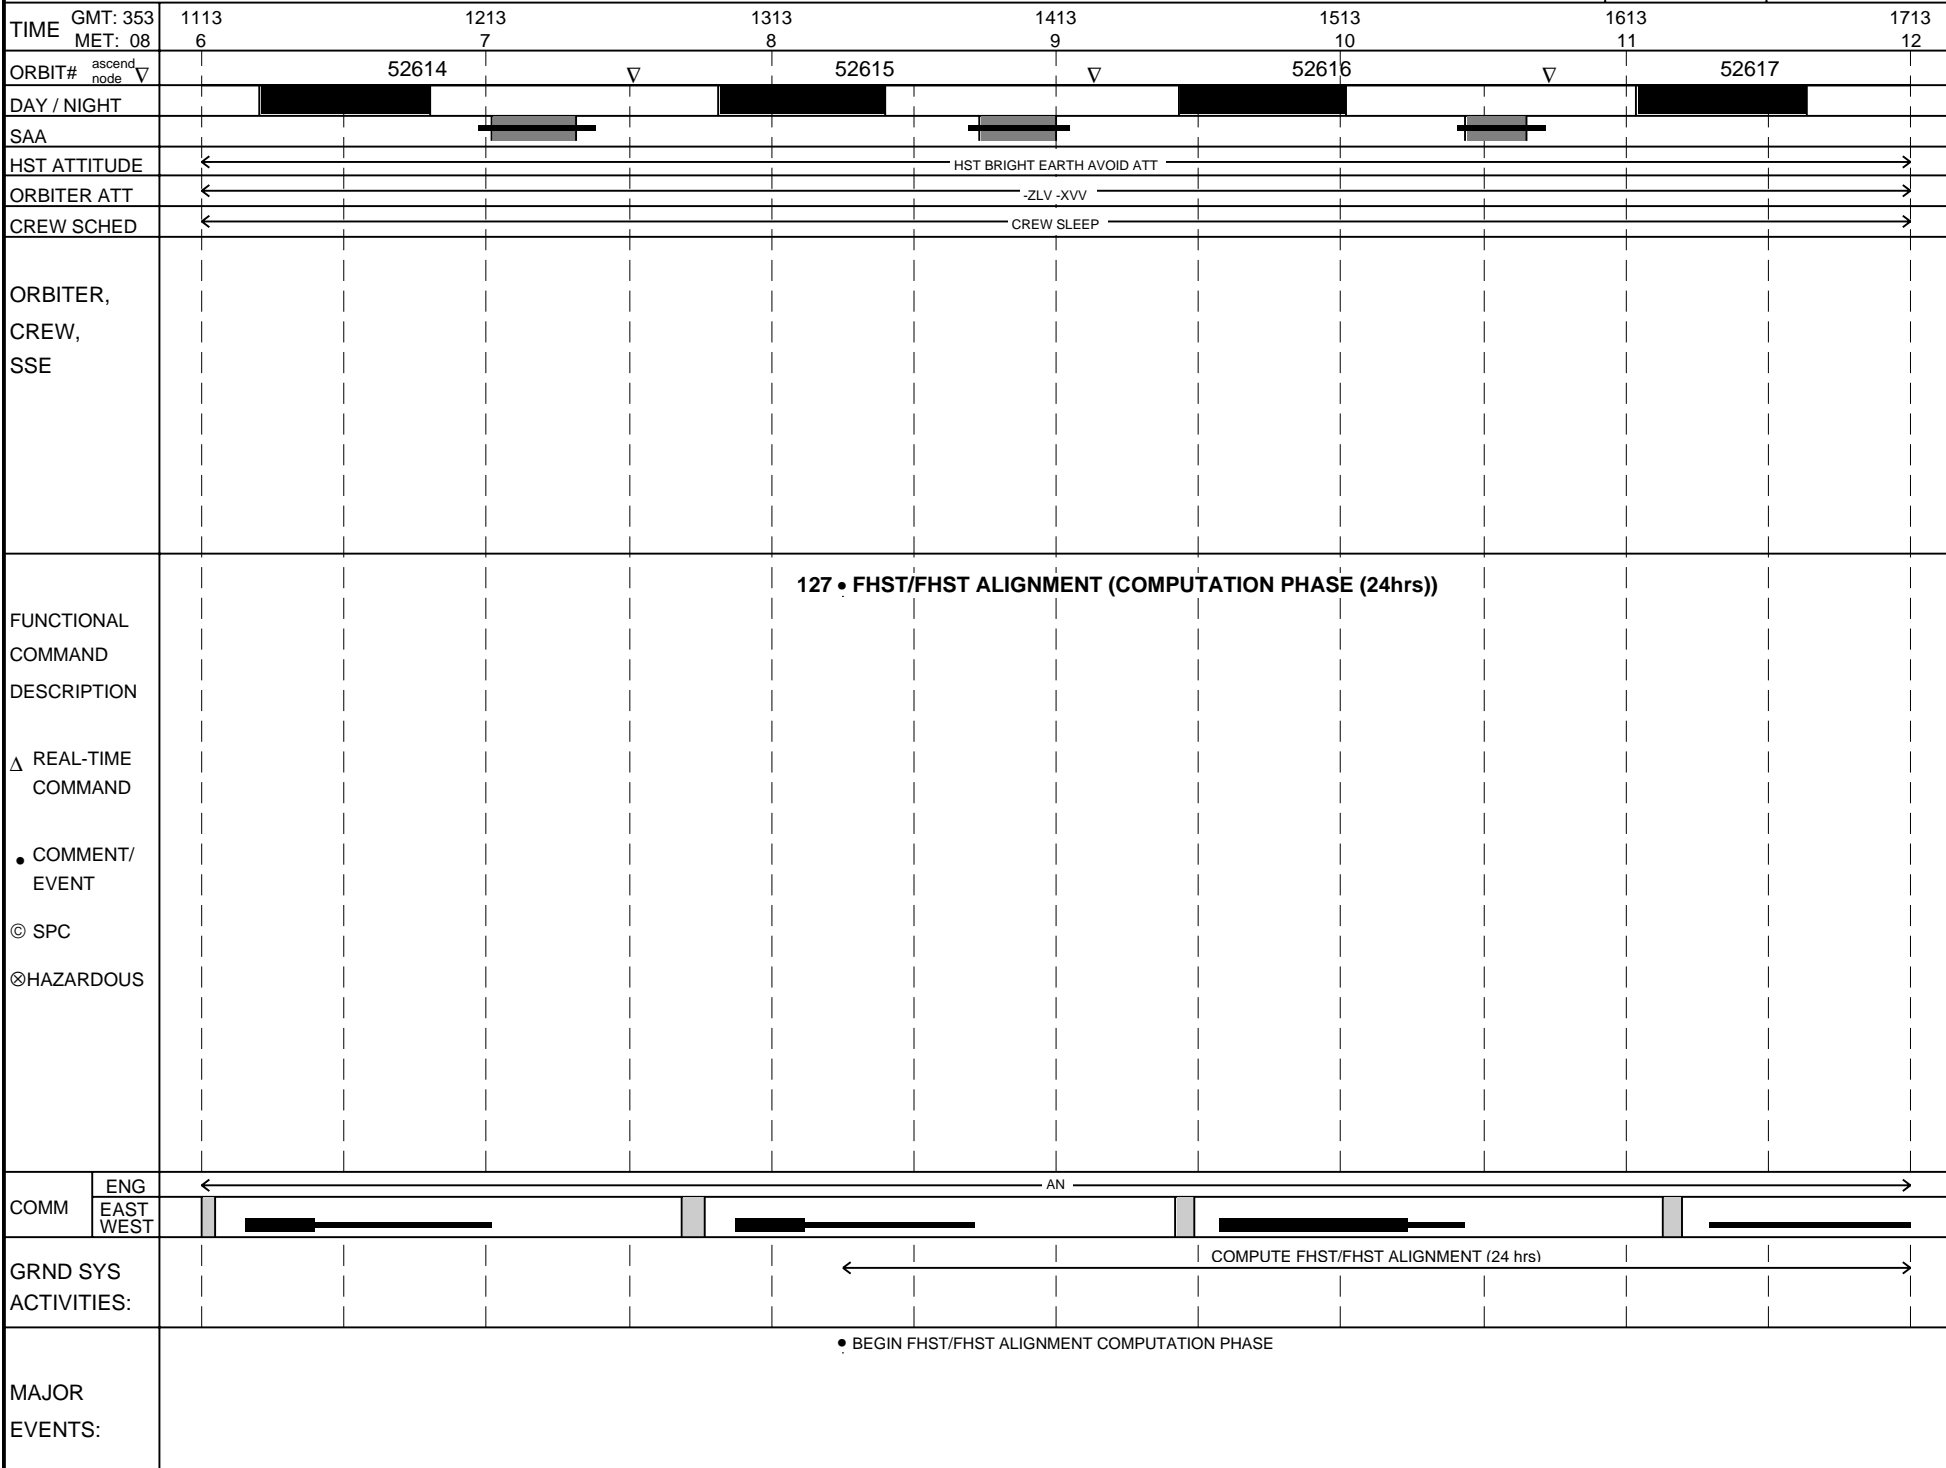 TIME GMT: 353 1113 1213 1313 1413 1513 1613 1713
MET: 08 6 7 8 9 10 11 12
ORBIT# ascend node ∇ 52614 ∇ 52615 ∇ 52616 ∇ 52617
DAY / NIGHT
SAA
HST ATTITUDE HST BRIGHT EARTH AVOID ATT
ORBITER ATT -ZLV -XVV
CREW SCHED CREW SLEEP
ORBITER,
CREW,
SSE
127 • FHST/FHST ALIGNMENT (COMPUTATION PHASE (24hrs))
FUNCTIONAL
COMMAND
DESCRIPTION
Δ REAL-TIME
COMMAND
• COMMENT/
EVENT
© SPC
⊗HAZARDOUS
COMM ENG AN
EAST
WEST
GRND SYS COMPUTE FHST/FHST ALIGNMENT (24 hrs)
ACTIVITIES:
• BEGIN FHST/FHST ALIGNMENT COMPUTATION PHASE
MAJOR
EVENTS: